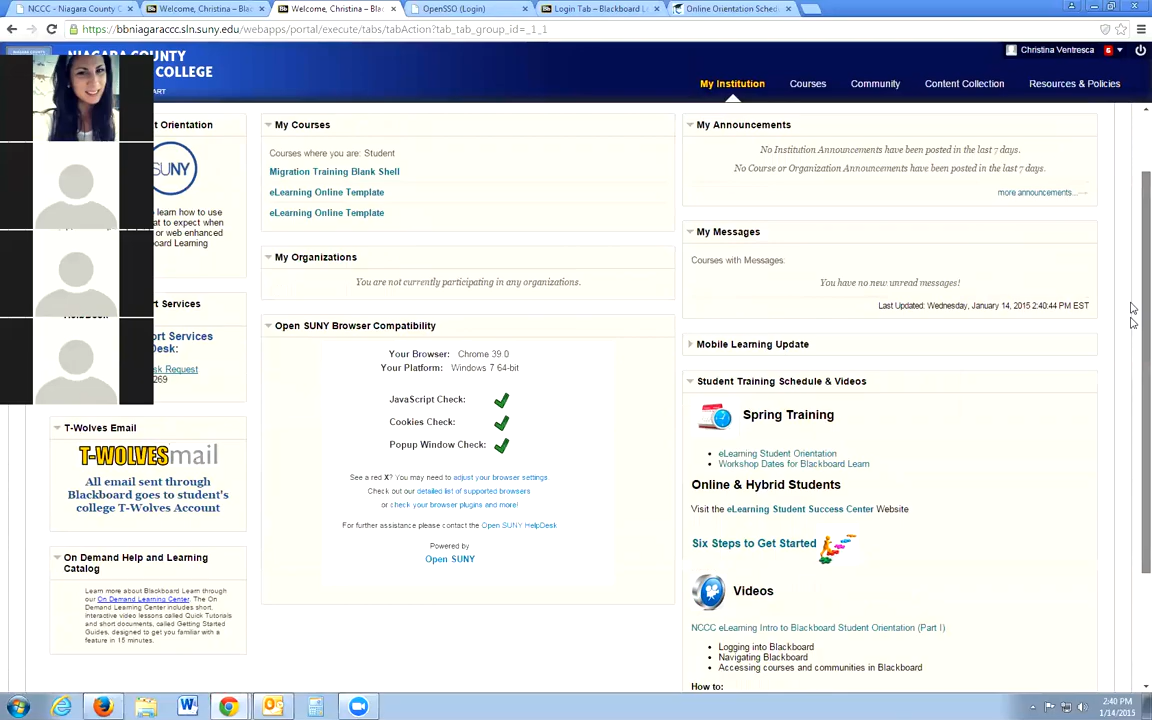 NCCC - Niagara County C
Welcome, Christina – Blac
Welcome, Christina – Blac
OpenSSO (Login)
Login Tab – Blackboard L
Online Orientation Sched
https://bbniagaraccc.sln.suny.edu/webapps/portal/execute/tabs/tabAction?tab_tab_group_id=_1_1
NIAGARA COUNTY
COLLEGE
ART
Christina Ventresca 6
My Institution
Courses
Community
Content Collection
Resources & Policies
t Orientation
SUNY
learn how to use
at to expect when
or web enhanced
board Learning
rt Services
HelpDesk
ort Services
Desk:
sk Request
269
T-Wolves Email
T-WOLVESmail
All email sent through
Blackboard goes to student's
college T-Wolves Account
On Demand Help and Learning
Catalog
Learn more about Blackboard Learn through
our On Demand Learning Center. The On
Demand Learning Center includes short,
interactive video lessons called Quick Tutorials
and short documents, called Getting Started
Guides, designed to get you familiar with a
feature in 15 minutes.
My Courses
Courses where you are: Student
Migration Training Blank Shell
eLearning Online Template
eLearning Online Template
My Organizations
You are not currently participating in any organizations.
Open SUNY Browser Compatibility
Your Browser: Chrome 39.0
Your Platform: Windows 7 64-bit
JavaScript Check:
Cookies Check:
Popup Window Check:
See a red X? You may need to adjust your browser settings
Check out our detailed list of supported browsers
or check your browser plugins and more!
For further assistance please contact the Open SUNY HelpDesk
Powered by
Open SUNY
My Announcements
No Institution Announcements have been posted in the last 7 days.
No Course or Organization Announcements have been posted in the last 7 days.
more announcements...
My Messages
Courses with Messages:
You have no new unread messages!
Last Updated: Wednesday, January 14, 2015 2:40:44 PM EST
Mobile Learning Update
Student Training Schedule & Videos
Spring Training
eLearning Student Orientation
Workshop Dates for Blackboard Learn
Online & Hybrid Students
Visit the eLearning Student Success Center Website
Six Steps to Get Started
Videos
NCCC eLearning Intro to Blackboard Student Orientation (Part I)
Logging into Blackboard
Navigating Blackboard
Accessing courses and communities in Blackboard
How to:
2:40 PM
1/14/2015